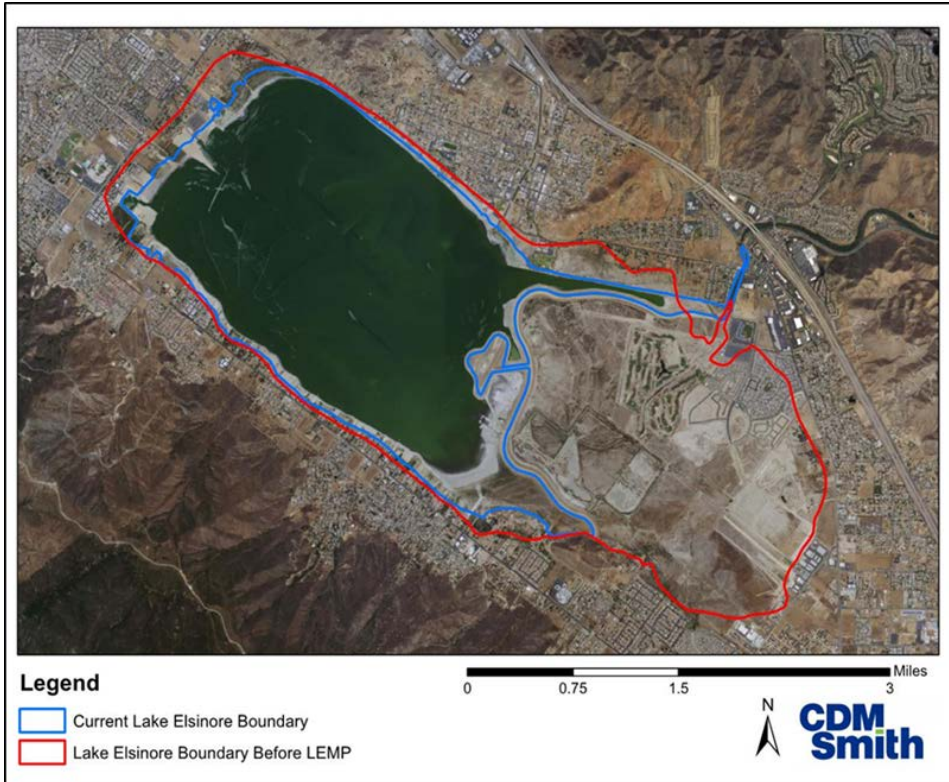 Legend
Current Lake Elsinore Boundary
Lake Elsinore Boundary Before LEMP
Miles
0 0.75 1.5 3
N
CDM
Smith